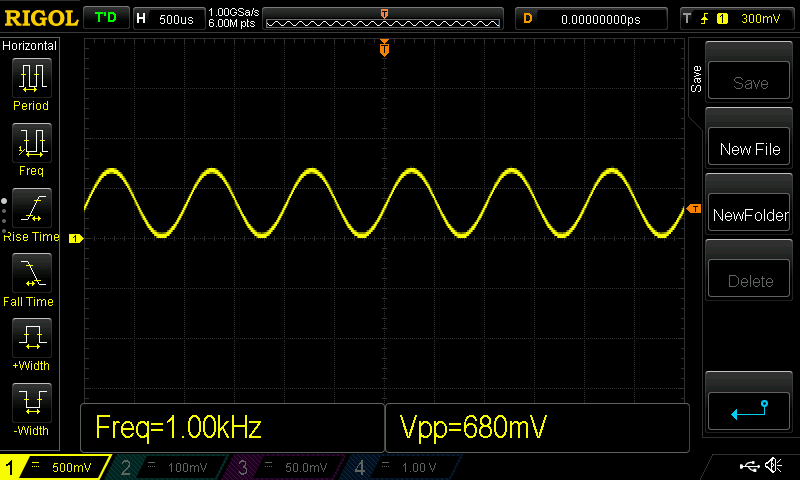 RIGOL T'D H 500us 1.00GSa/s 6.00M pts T D 0.00000000ps T 1 300mV
Horizontal
Period
Freq
Rise Time
Fall Time
+Width
-Width
T
T
1
Save
Save
New File
NewFolder
Delete
Freq=1.00kHz Vpp=680mV
1 500mV 2 100mV 3 50.0mV 4 1.00 V